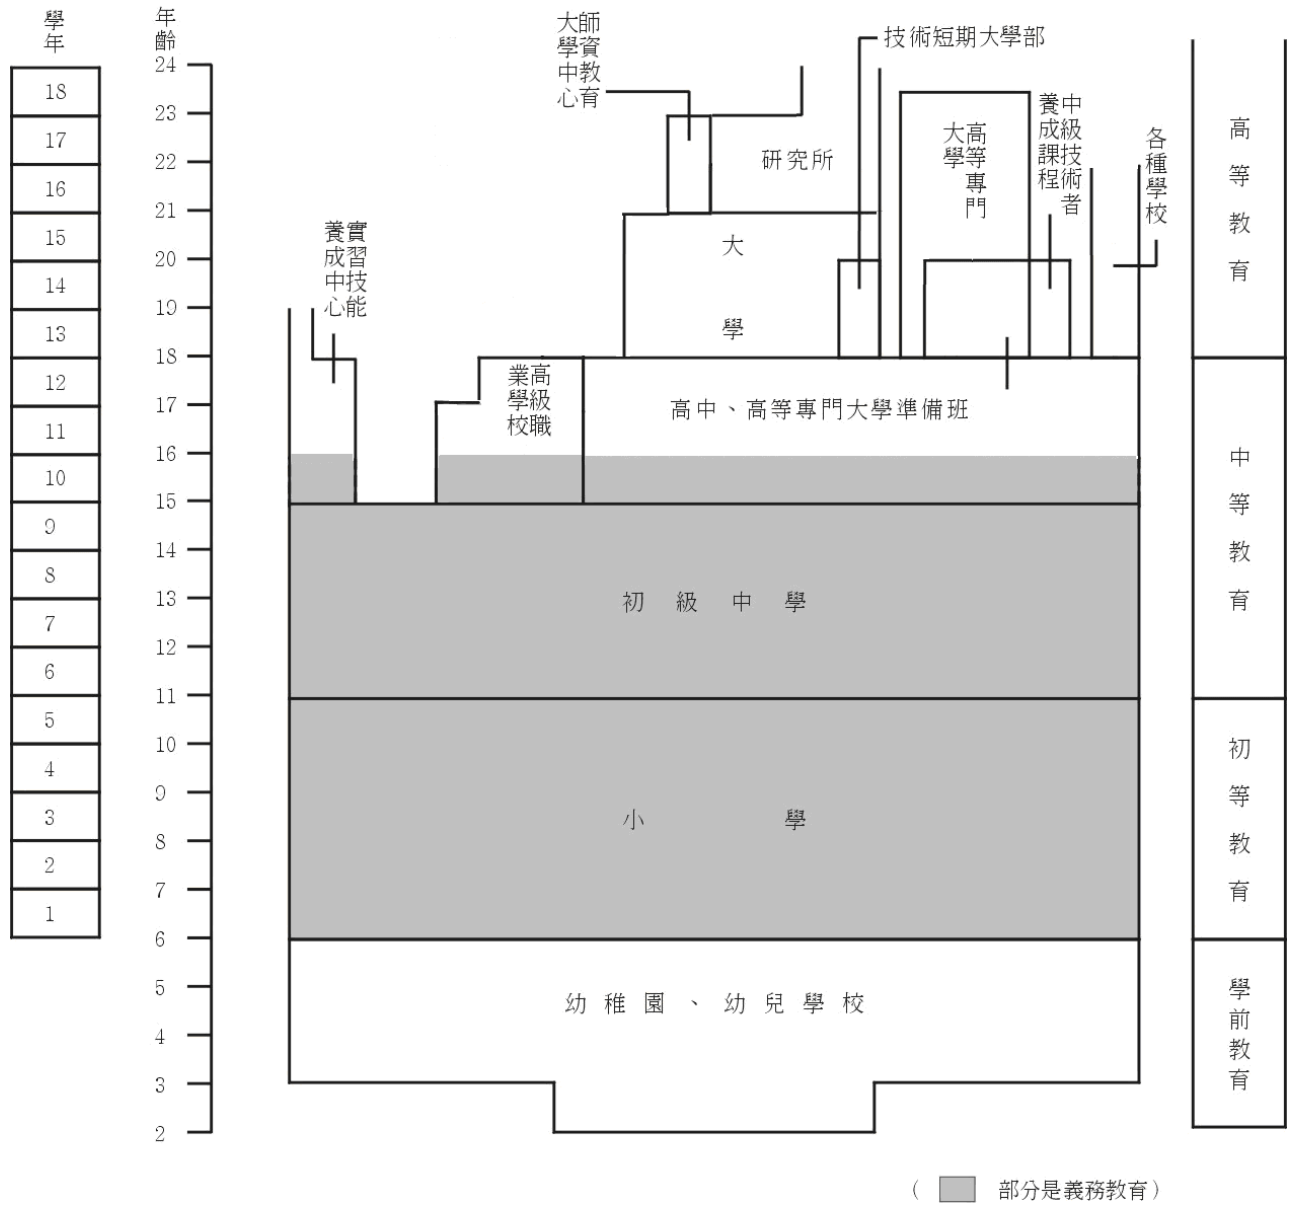 學年
年齡
18
17
16
15
14
13
12
11
10
9
8
7
6
5
4
3
2
1
24
23
22
21
20
19
18
17
16
15
14
13
12
11
10
9
8
7
6
5
4
3
2
師資教育
大學中心
技術短期大學部
研究所
高等專門
大學
中級技術者
養成課程
各種學校
實習技能
養成中心
大學
高級職
業學校
高中、高等專門大學準備班
初級中學
小學
幼稚園、幼兒學校
高等教育
中等教育
初等教育
學前教育
( 部分是義務教育)